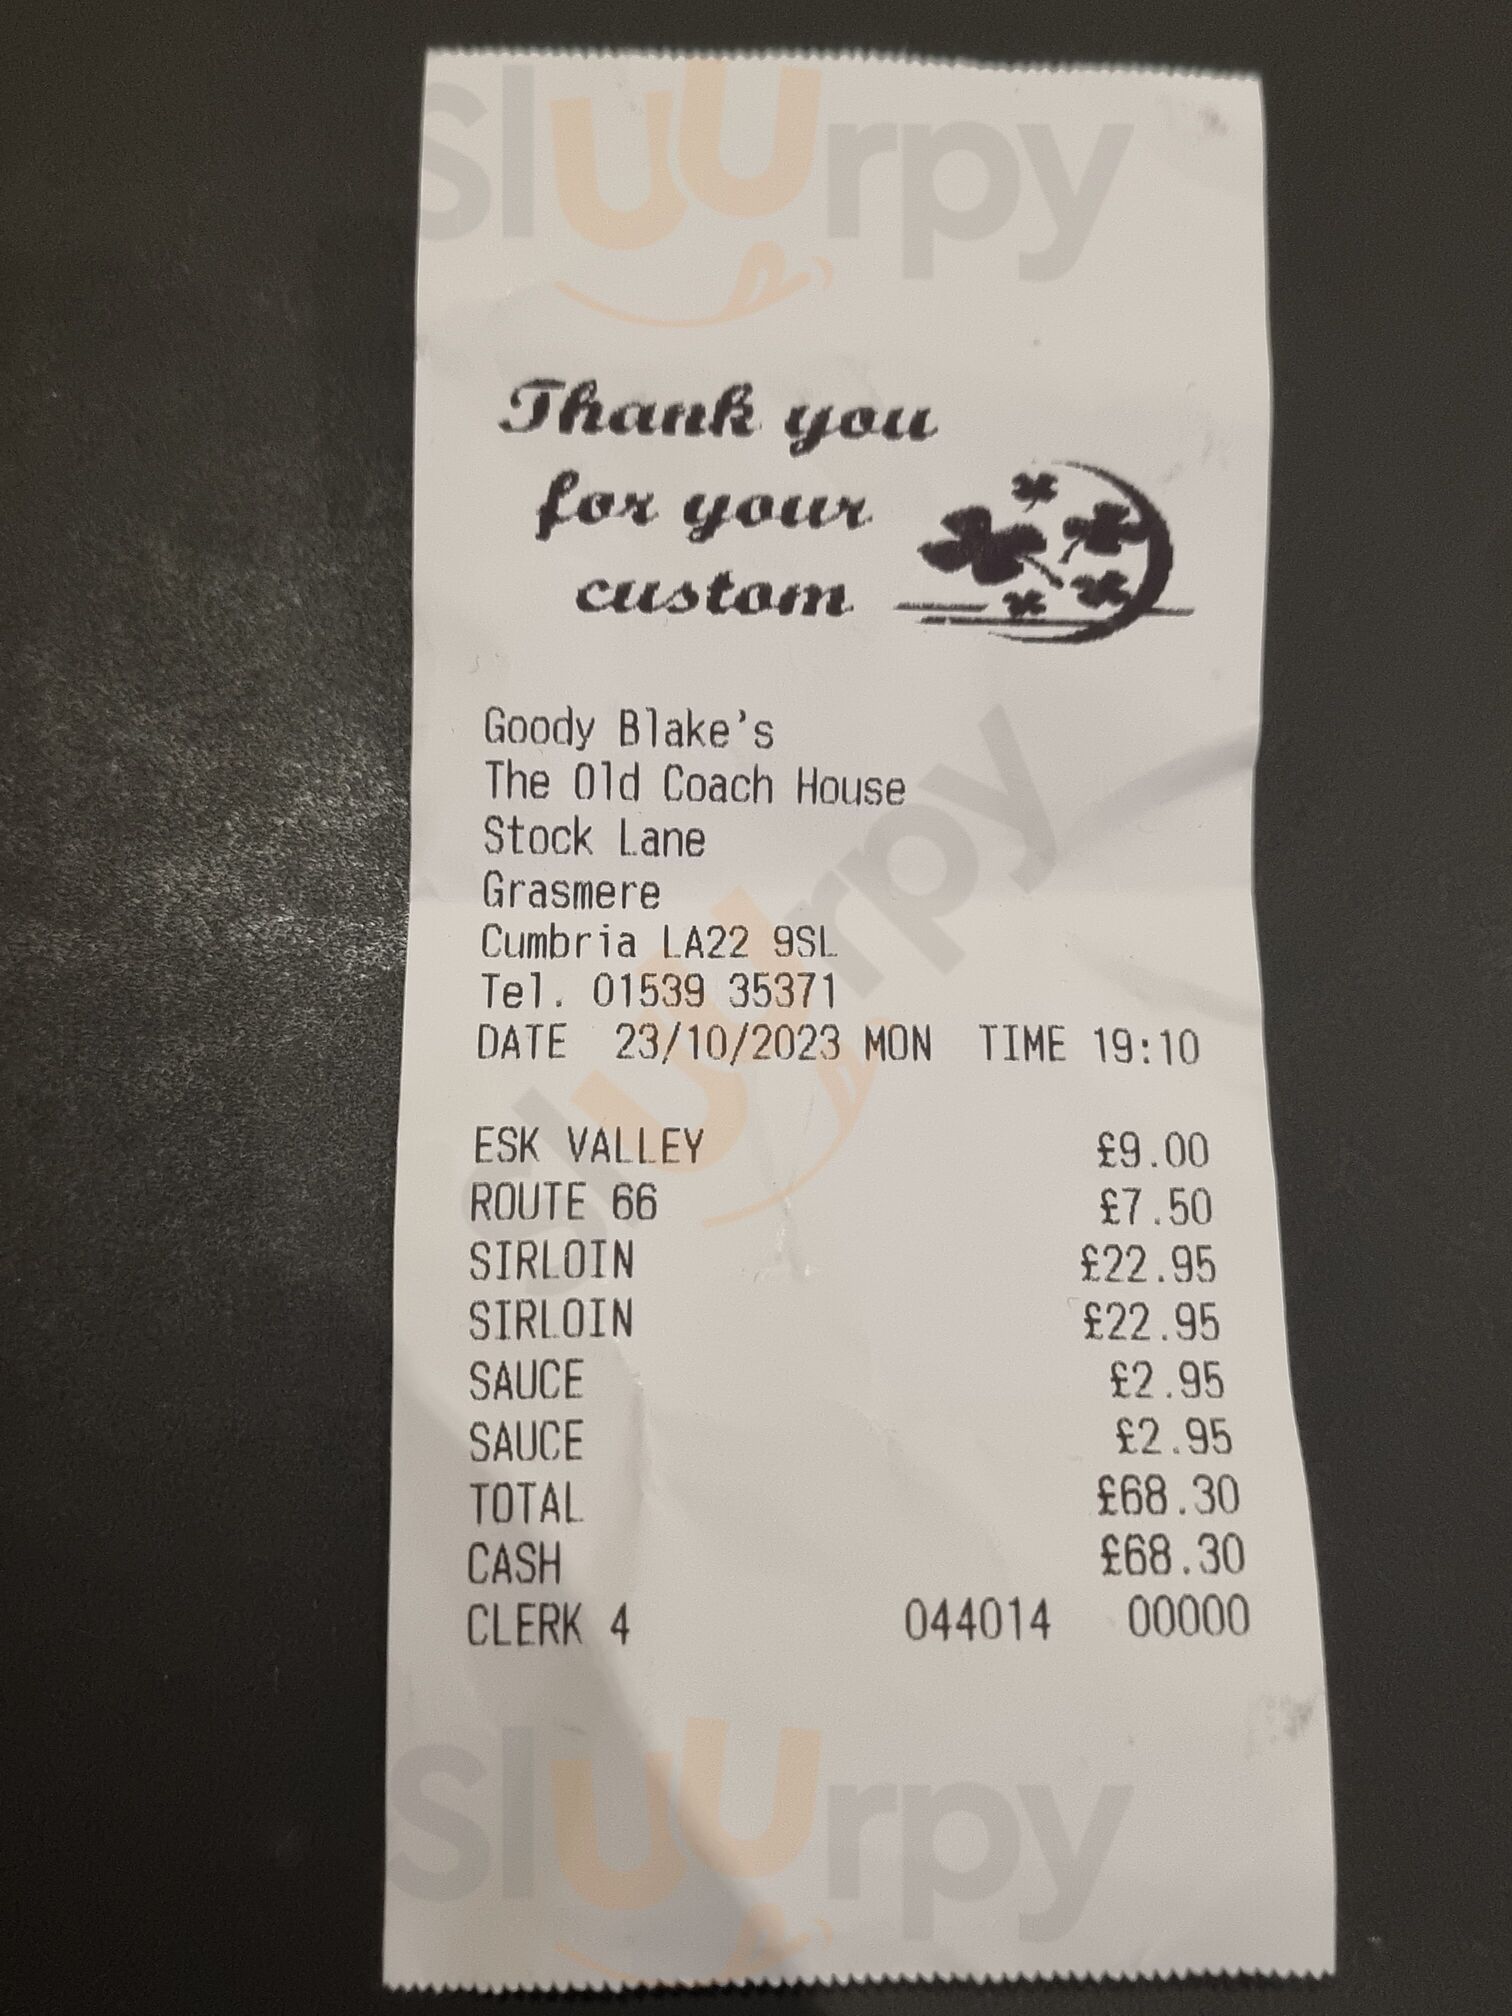 Sluurpy
Thank you
for your
custom
Goody Blake's
The Old Coach House
Stock Lane
Grasmere
Cumbria LA22 9SL
Tel. 01539 35371
DATE 23/10/2023 MON TIME 19:10
Sluurpy
ESK VALLEY £9.00
ROUTE 66 £7.50
SIRLOIN £22.95
SIRLOIN £22.95
SAUCE £2.95
SAUCE £2.95
TOTAL £68.30
CASH £68.30
CLERK 4 044014 00000
Sluurpy